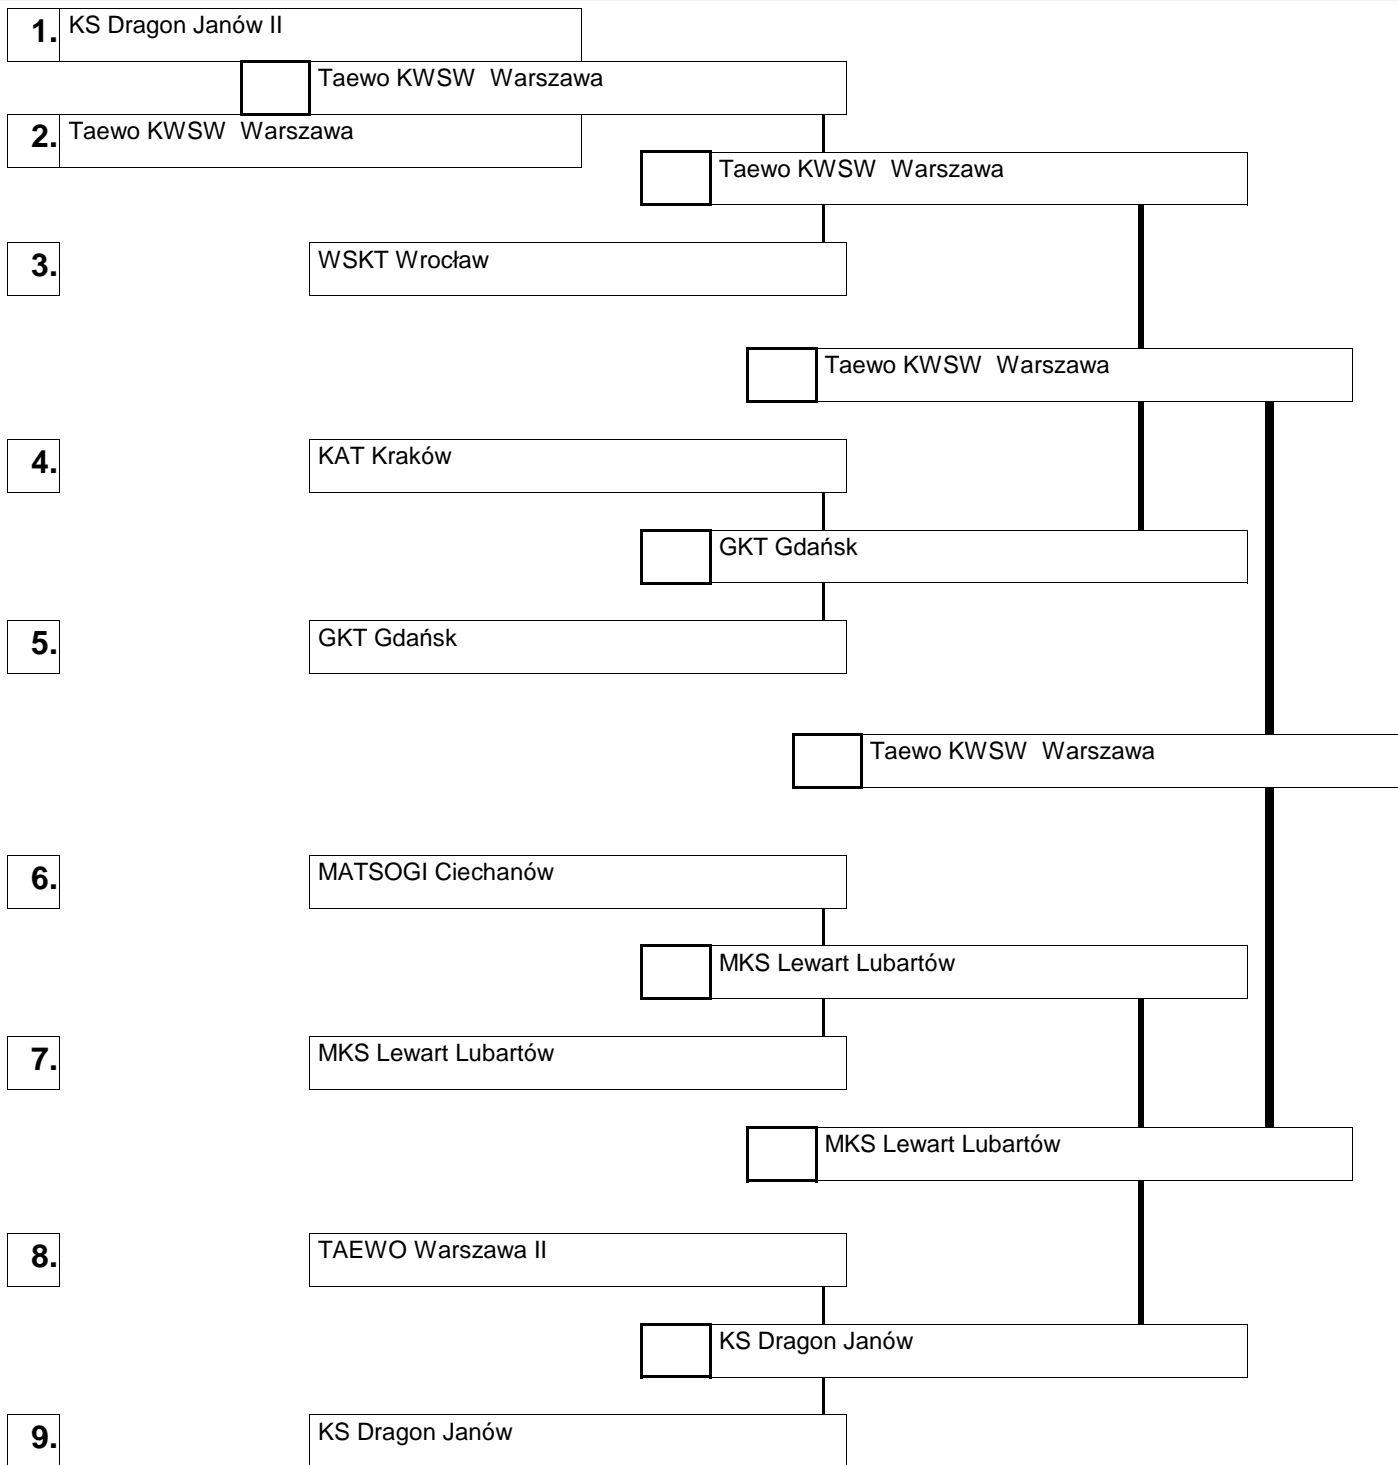 1. KS Dragon Janów II
Taewo KWSW  Warszawa
2. Taewo KWSW  Warszawa
Taewo KWSW  Warszawa
3. WSKT Wrocław
Taewo KWSW  Warszawa
4. KAT Kraków
GKT Gdańsk
5. GKT Gdańsk
Taewo KWSW  Warszawa
6. MATSOGI Ciechanów
MKS Lewart Lubartów
7. MKS Lewart Lubartów
MKS Lewart Lubartów
8. TAEWO Warszawa II
KS Dragon Janów
9. KS Dragon Janów